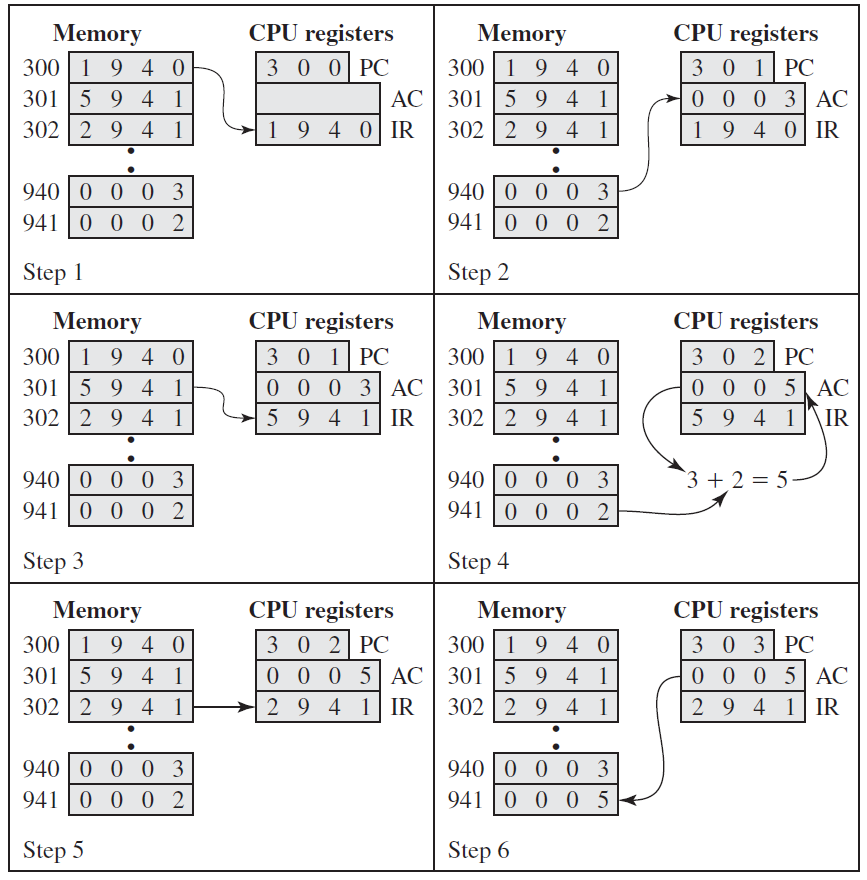 Memory CPU registers
300 1 9 4 0 3 0 0 PC
301 5 9 4 1 AC
302 2 9 4 1 1 9 4 0 IR
940 0 0 0 3
941 0 0 0 2
Step 1
Memory CPU registers
300 1 9 4 0 3 0 1 PC
301 5 9 4 1 0 0 0 3 AC
302 2 9 4 1 1 9 4 0 IR
940 0 0 0 3
941 0 0 0 2
Step 2
Memory CPU registers
300 1 9 4 0 3 0 1 PC
301 5 9 4 1 0 0 0 3 AC
302 2 9 4 1 5 9 4 1 IR
940 0 0 0 3
941 0 0 0 2
Step 3
Memory CPU registers
300 1 9 4 0 3 0 2 PC
301 5 9 4 1 0 0 0 5 AC
302 2 9 4 1 5 9 4 1 IR
940 0 0 0 3 3 + 2 = 5
941 0 0 0 2
Step 4
Memory CPU registers
300 1 9 4 0 3 0 2 PC
301 5 9 4 1 0 0 0 5 AC
302 2 9 4 1 2 9 4 1 IR
940 0 0 0 3
941 0 0 0 2
Step 5
Memory CPU registers
300 1 9 4 0 3 0 3 PC
301 5 9 4 1 0 0 0 5 AC
302 2 9 4 1 2 9 4 1 IR
940 0 0 0 3
941 0 0 0 5
Step 6